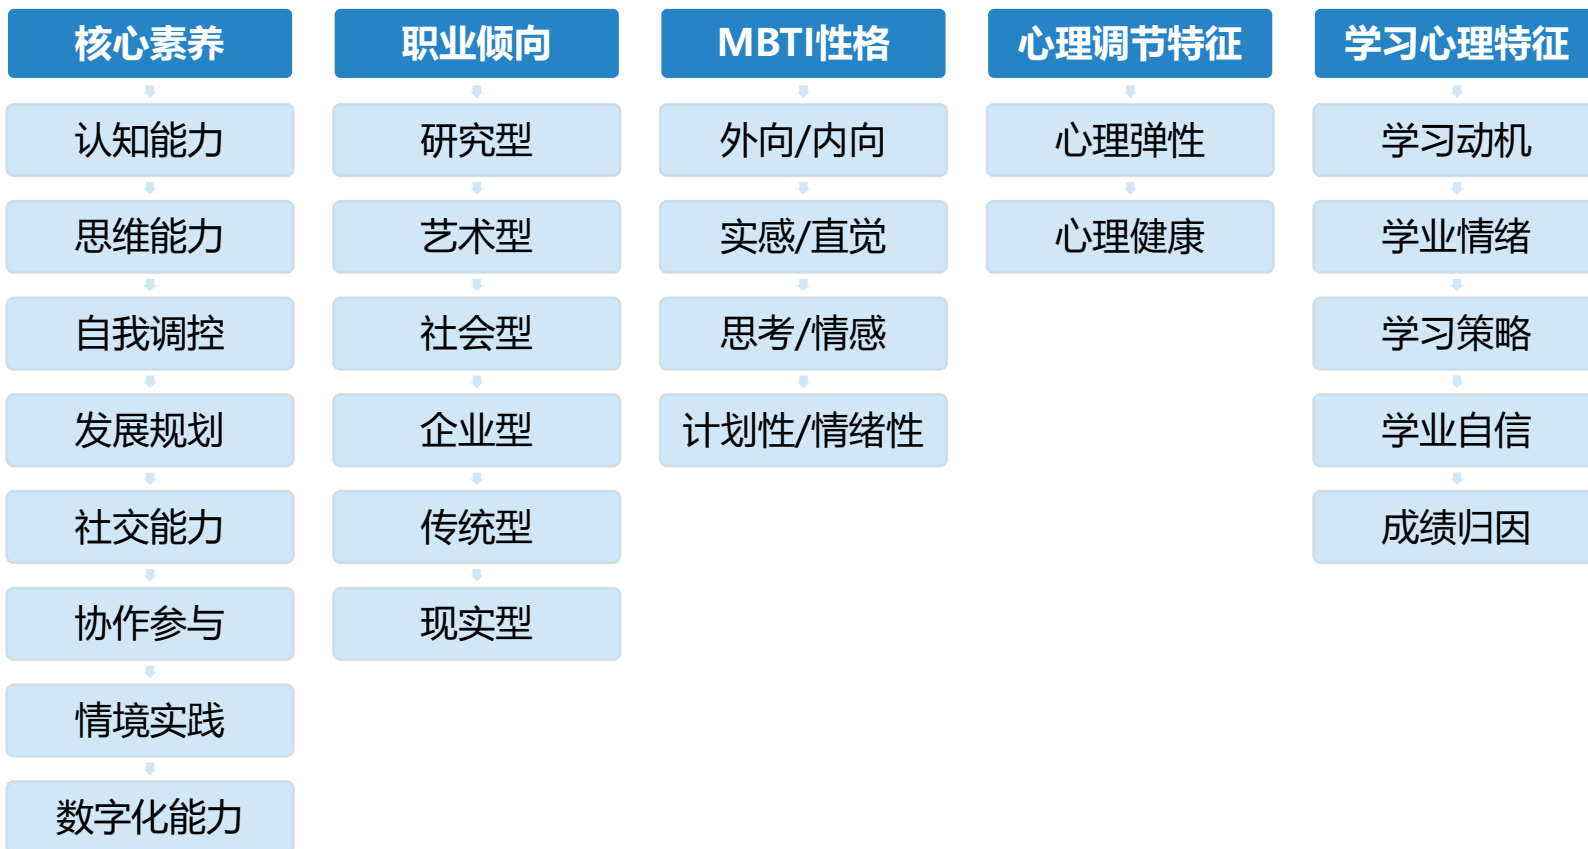 核心素养
认知能力
思维能力
自我调控
发展规划
社交能力
协作参与
情境实践
数字化能力
职业倾向
研究型
艺术型
社会型
企业型
传统型
现实型
MBTI性格
外向/内向
实感/直觉
思考/情感
计划性/情绪性
心理调节特征
心理弹性
心理健康
学习心理特征
学习动机
学业情绪
学习策略
学业自信
成绩归因